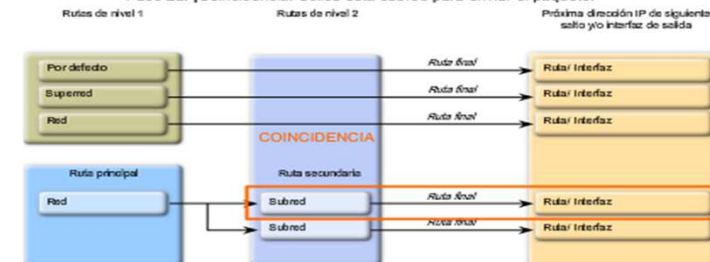 Rutas de nivel 1
Rutas de nivel 2
Próxima dirección IP de siguiente
salto y/o interfaz de salida
Por defecto
Ruta final
Ruta/ Interfaz
Superred
Ruta final
Ruta/ Interfaz
Red
Ruta final
Ruta/ Interfaz
COINCIDENCIA
Ruta principal
Ruta secundaria
Red
Subred
Ruta final
Ruta/ Interfaz
Subred
Ruta final
Ruta/ Interfaz